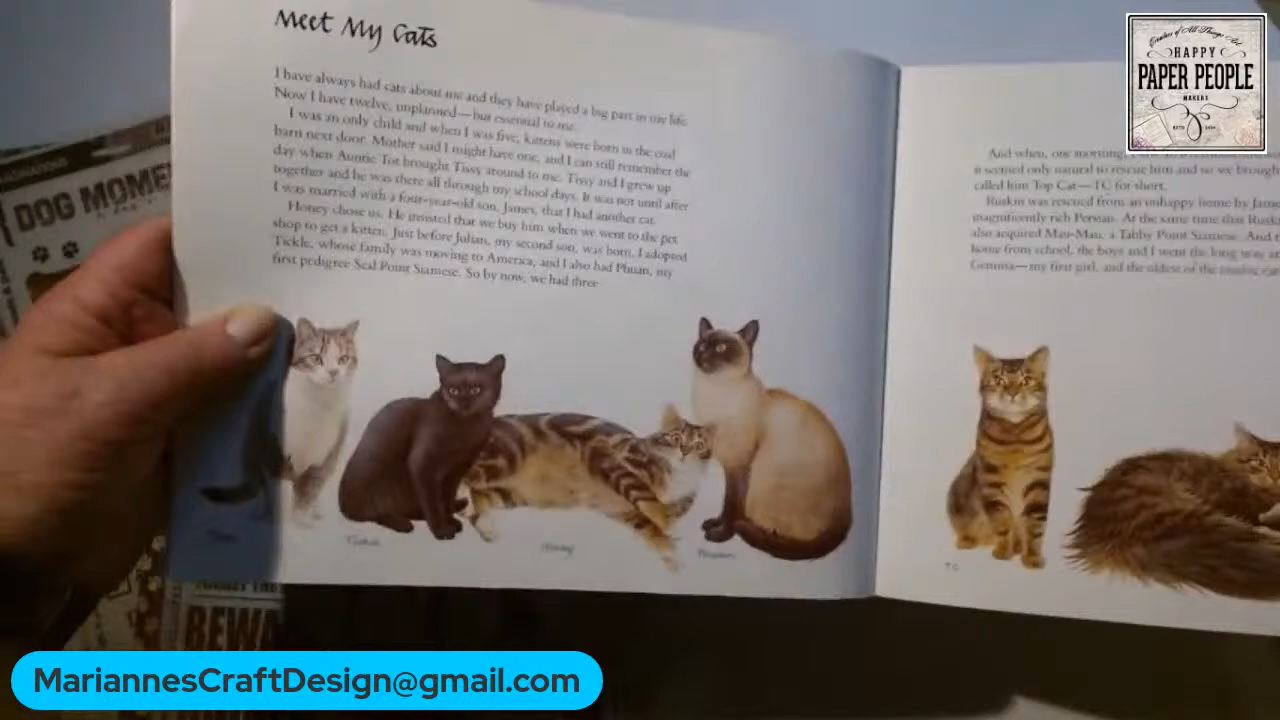 Meet My Cats
I have always had cats about me and they have played a big part in my life.
Now I have twelve, unplanned—but essential to me.
I was an only child and when I was five, kittens were born in the coal
barn next door. Mother said I might have one, and I can still remember the
day when Auntie Tot brought Tissy around to me. Tissy and I grew up
together and he was there all through my school days. It was not until after
I was married with a four-year-old son, James, that I had another cat.
Honey chose us. He insisted that we buy him when we went to the pet
shop to get a kitten. Just before Julian, my second son, was born, I adopted
Tickle, whose family was moving to America, and I also had Phuan, my
first pedigree Seal Point Siamese. So by now, we had three
And when, one morning,
it seemed only natural to rescue him and so we brough
called him Top Cat—TC for short.
Ruskin was rescued from an unhappy home by Jame
magnificently rich Persian. At the same time that Rusk
also acquired Mau-Mau, a Tabby Point Siamese. And t
home from school, the boys and I went the long way
Gemma—my first girl, and the oldest of the
Honey
TC
DOG MOME
BEWA
HAPPY
PAPER PEOPLE
MAKERS
MariannesCraftDesign@gmail.com